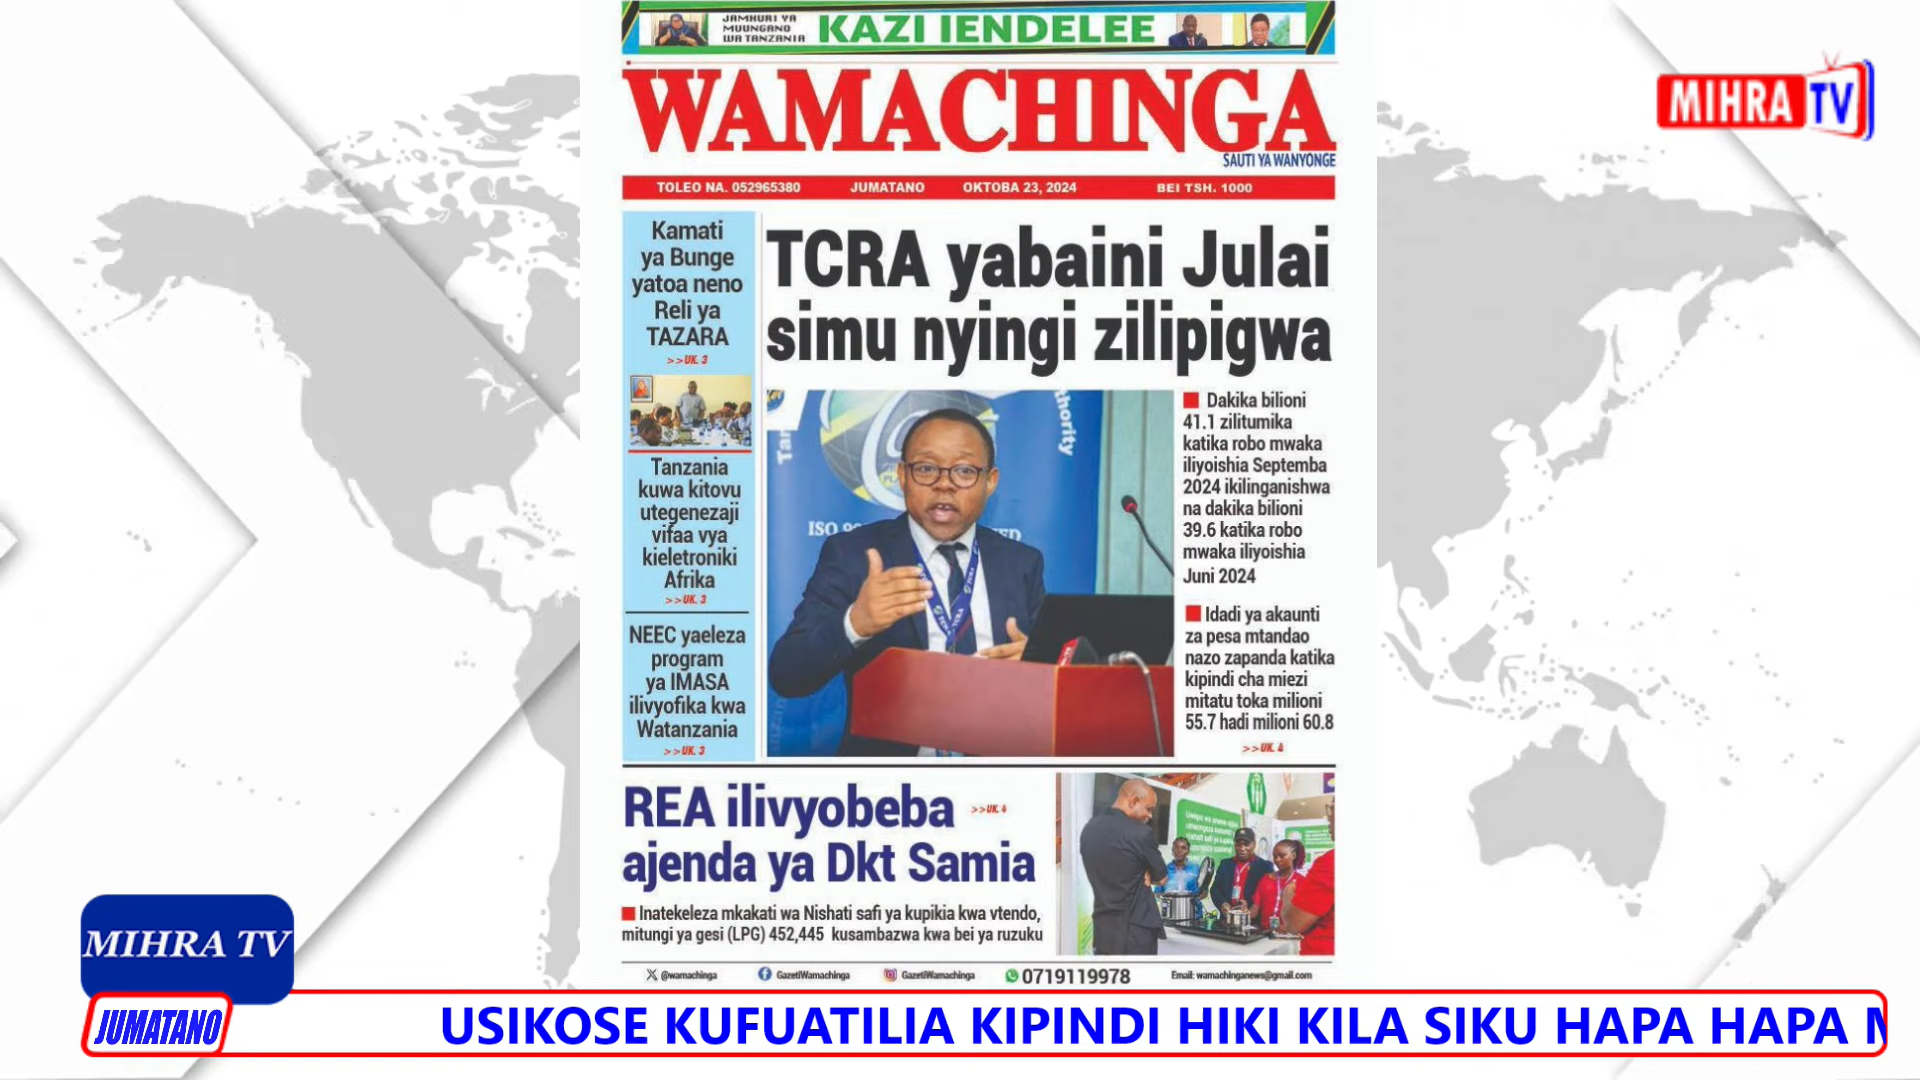 JAMHURI YA
MUUNGANO
WA TANZANIA
KAZI IENDELEE
WAMACHINGA
SAUTI YA WANYONGE
TOLEO NA. 052965380 JUMATANO OKTOBA 23, 2024 BEI TSH. 1000
MIHRA TV
Kamati
ya Bunge
yatoa neno
Reli ya
TAZARA
>>UK. 3
Tanzania
kuwa kitovu
utegenezaji
vifaa vya
kieletroniki
Afrika
>>UK. 3
NEEC yaeleza
program
ya IMASA
ilivyofika kwa
Watanzania
>>UK. 3
TCRA yabaini Julai
simu nyingi zilipigwa
Dakika bilioni
41.1 zilitumika
katika robo mwaka
iliyoishia Septemba
2024 ikilinganishwa
na dakika bilioni
39.6 katika robo
mwaka iliyoishia
Juni 2024
Idadi ya akaunti
za pesa mtandao
nazo zapanda katika
kipindi cha miezi
mitatu toka milioni
55.7 hadi milioni 60.8
>>UK. 4
Tan
thority
ISO
TCRA
REA ilivyobeba >>UK. 4
ajenda ya Dkt Samia
Inatekeleza mkakati wa Nishati safi ya kupikia kwa vtendo,
mitungi ya gesi (LPG) 452,445 kusambazwa kwa bei ya ruzuku
@wamachinga GazetiWamachinga GazetiWamachinga 0719119978 Email: wamachinganews@gmail.com
MIHRA TV
JUMATANO
USIKOSE KUFUATILIA KIPINDI HIKI KILA SIKU HAPA HAPA